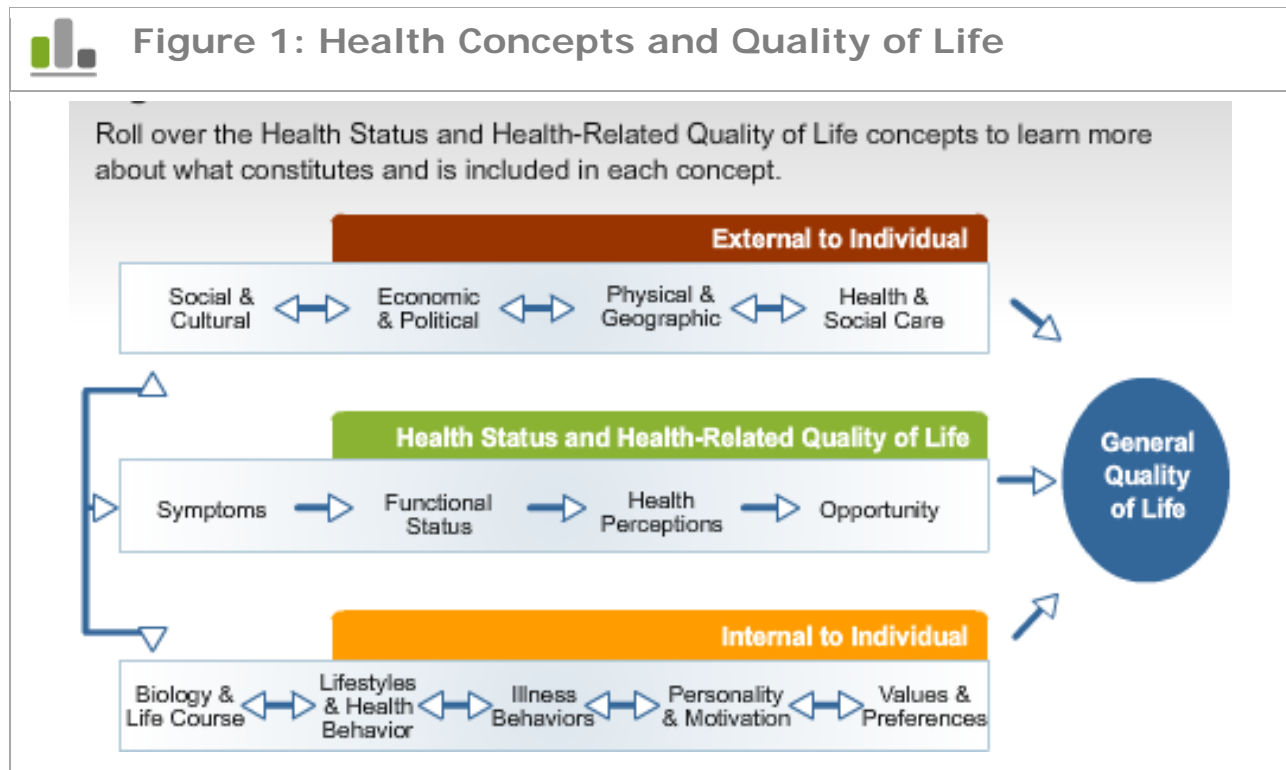 Figure 1: Health Concepts and Quality of Life
Roll over the Health Status and Health-Related Quality of Life concepts to learn more
about what constitutes and is included in each concept.
External to Individual
Social &
Cultural
Economic
& Political
Physical &
Geographic
Health &
Social Care
Health Status and Health-Related Quality of Life
Symptoms
Functional
Status
Health
Perceptions
Opportunity
General
Quality
of Life
Internal to Individual
Biology &
Life Course
Lifestyles
& Health
Behavior
Illness
Behaviors
Personality
& Motivation
Values &
Preferences